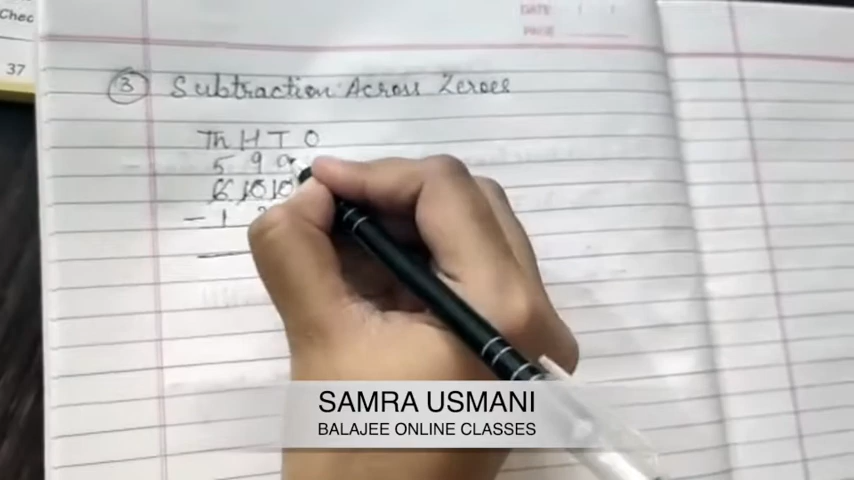 Chec
37
DATE
PAGE
③ Subtraction Across Zeroes
Th H T O
5 9 9
6 10 10
- 1
SAMRA USMANI
BALAJEE ONLINE CLASSES